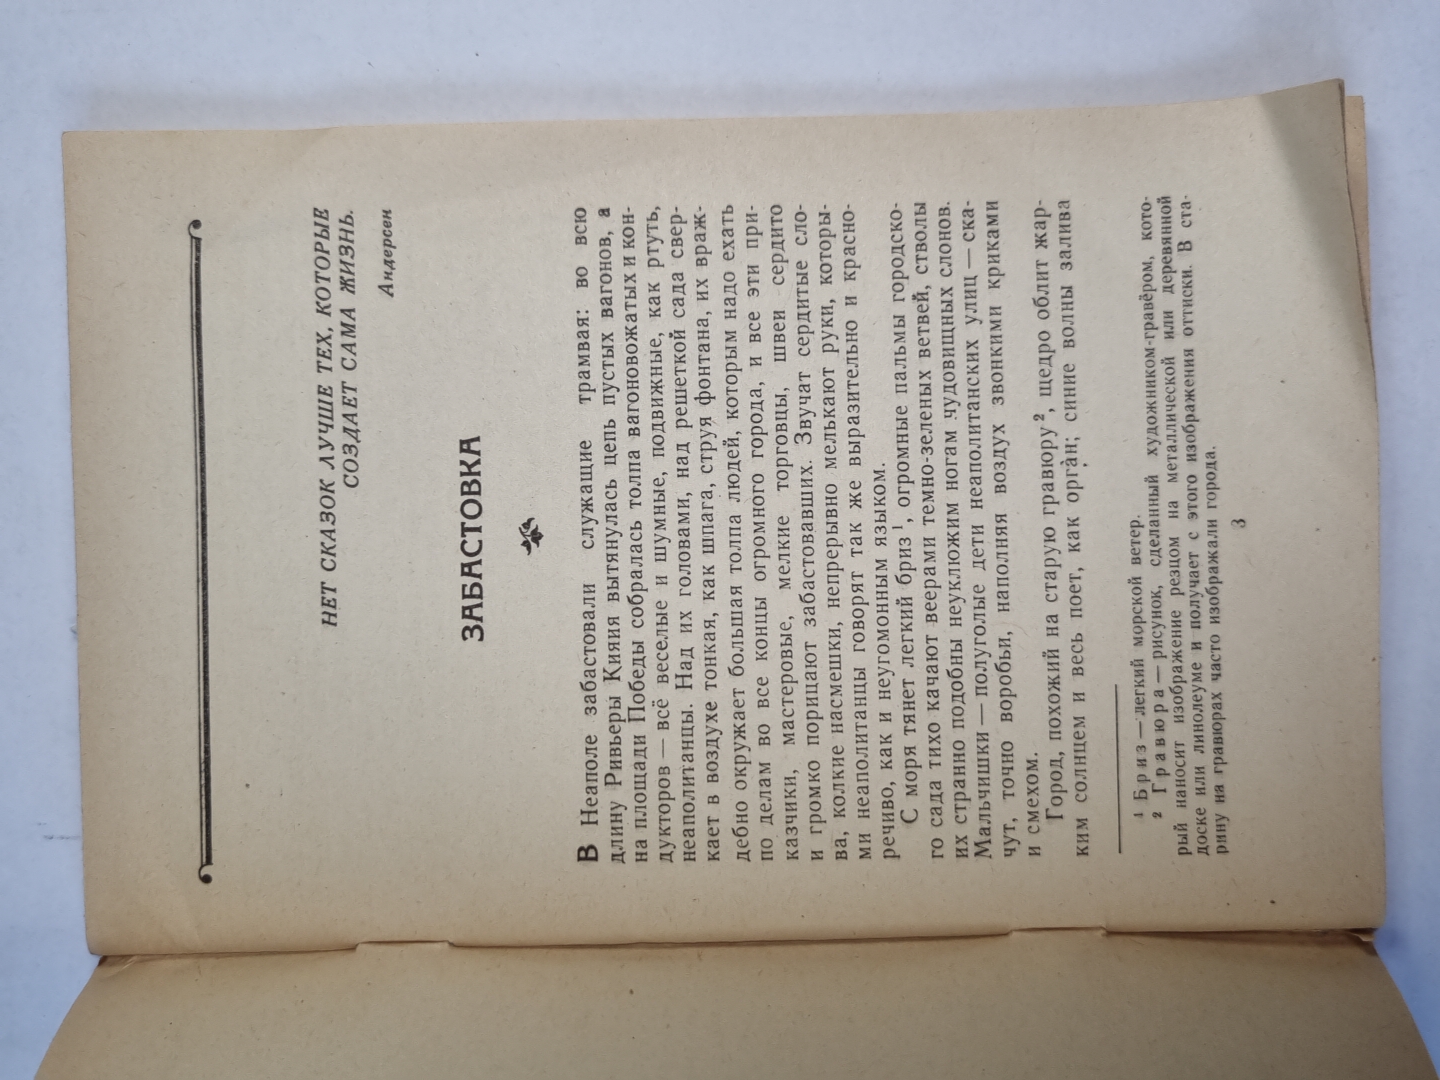 НЕТ СКАЗОК ЛУЧШЕ ТЕХ, КОТОРЫЕ
СОЗДАЕТ САМА ЖИЗНЬ.
Андерсен
ЗАБАСТОВКА
В Неаполе забастовали служащие трамвая: во всю
длину Ривьеры Кияия вытянулась цепь пустых вагонов, а
на площади Победы собралась толпа вагоновожатых и кон-
дукторов — всё веселые и шумные, подвижные, как ртуть,
неаполитанцы. Над их головами, над решеткой сада свер-
кает в воздухе тонкая, как шпага, струя фонтана, их враж-
дебно окружает большая толпа людей, которым надо ехать
по делам во все концы огромного города, и все эти при-
казчики, мастеровые, мелкие торговцы, швеи сердито
и громко порицают забастовавших. Звучат сердитые сло-
ва, колкие насмешки, непрерывно мелькают руки, которы-
ми неаполитанцы говорят так же выразительно и красно-
речиво, как и неугомонным языком.
С моря тянет легкий бриз ¹, огромные пальмы городско-
го сада тихо качают веерами темно-зеленых ветвей, стволы
их странно подобны неуклюжим ногам чудовищных слонов.
Мальчишки — полуголые дети неаполитанских улиц — ска-
чут, точно воробьи, наполняя воздух звонкими криками
и смехом.
Город, похожий на старую гравюру ², щедро облит жар-
ким солнцем и весь поет, как орга́н; синие волны залива
¹ Бриз — легкий морской ветер.
² Гравюра — рисунок, сделанный художником-гравёром, кото-
рый наносит изображение резцом на металлической или деревянной
доске или линолеуме и получает с этого изображения оттиски. В ста-
рину на гравюрах часто изображали города.
3